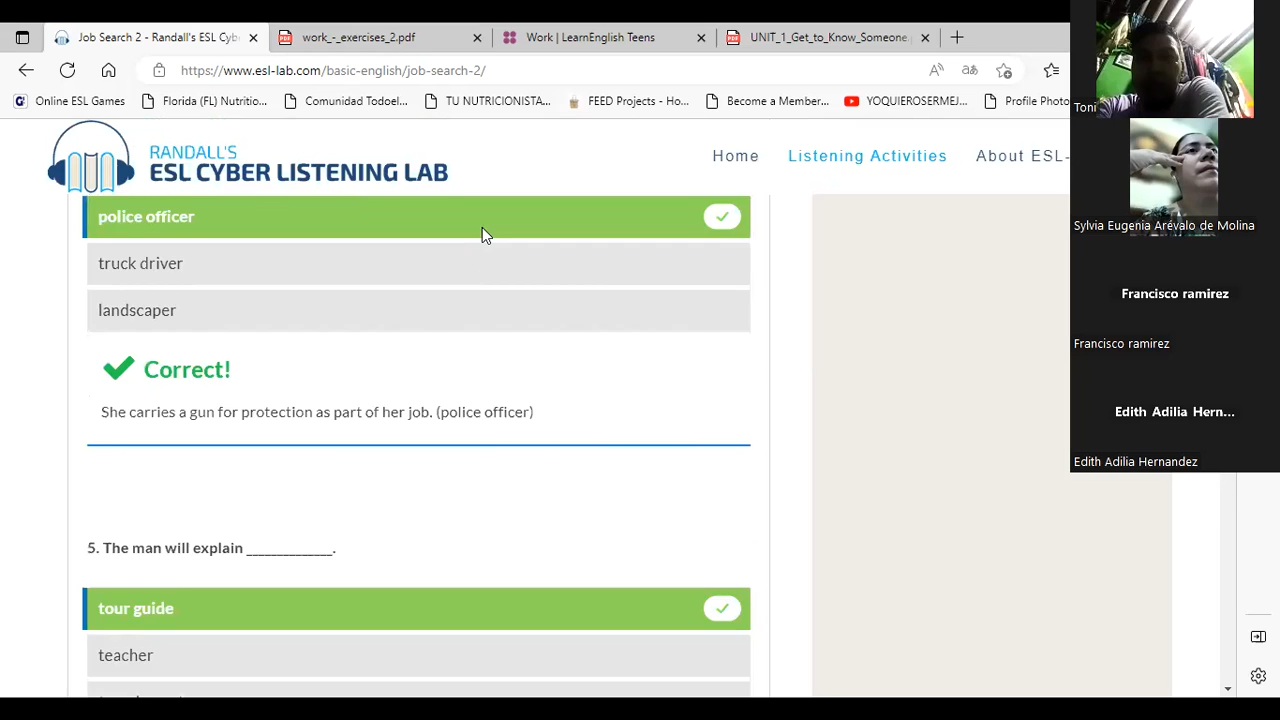 Job Search 2 - Randall's ESL Cyb
work_-_exercises_2.pdf
Work | LearnEnglish Teens
UNIT_1_Get_to_Know_Someone.
https://www.esl-lab.com/basic-english/job-search-2/
Online ESL Games
Florida (FL) Nutritio...
Comunidad Todoel...
TU NUTRICIONISTA...
FEED Projects - Ho...
Become a Member...
YOQUIEROSERMEJ...
Profile Photo
RANDALL'S
ESL CYBER LISTENING LAB
Home
Listening Activities
About ESL-
police officer
truck driver
landscaper
Correct!
She carries a gun for protection as part of her job. (police officer)
5. The man will explain ______________.
tour guide
teacher
Toni
Sylvia Eugenia Arévalo de Molina
Francisco ramirez
Francisco ramirez
Edith Adilia Hern...
Edith Adilia Hernandez